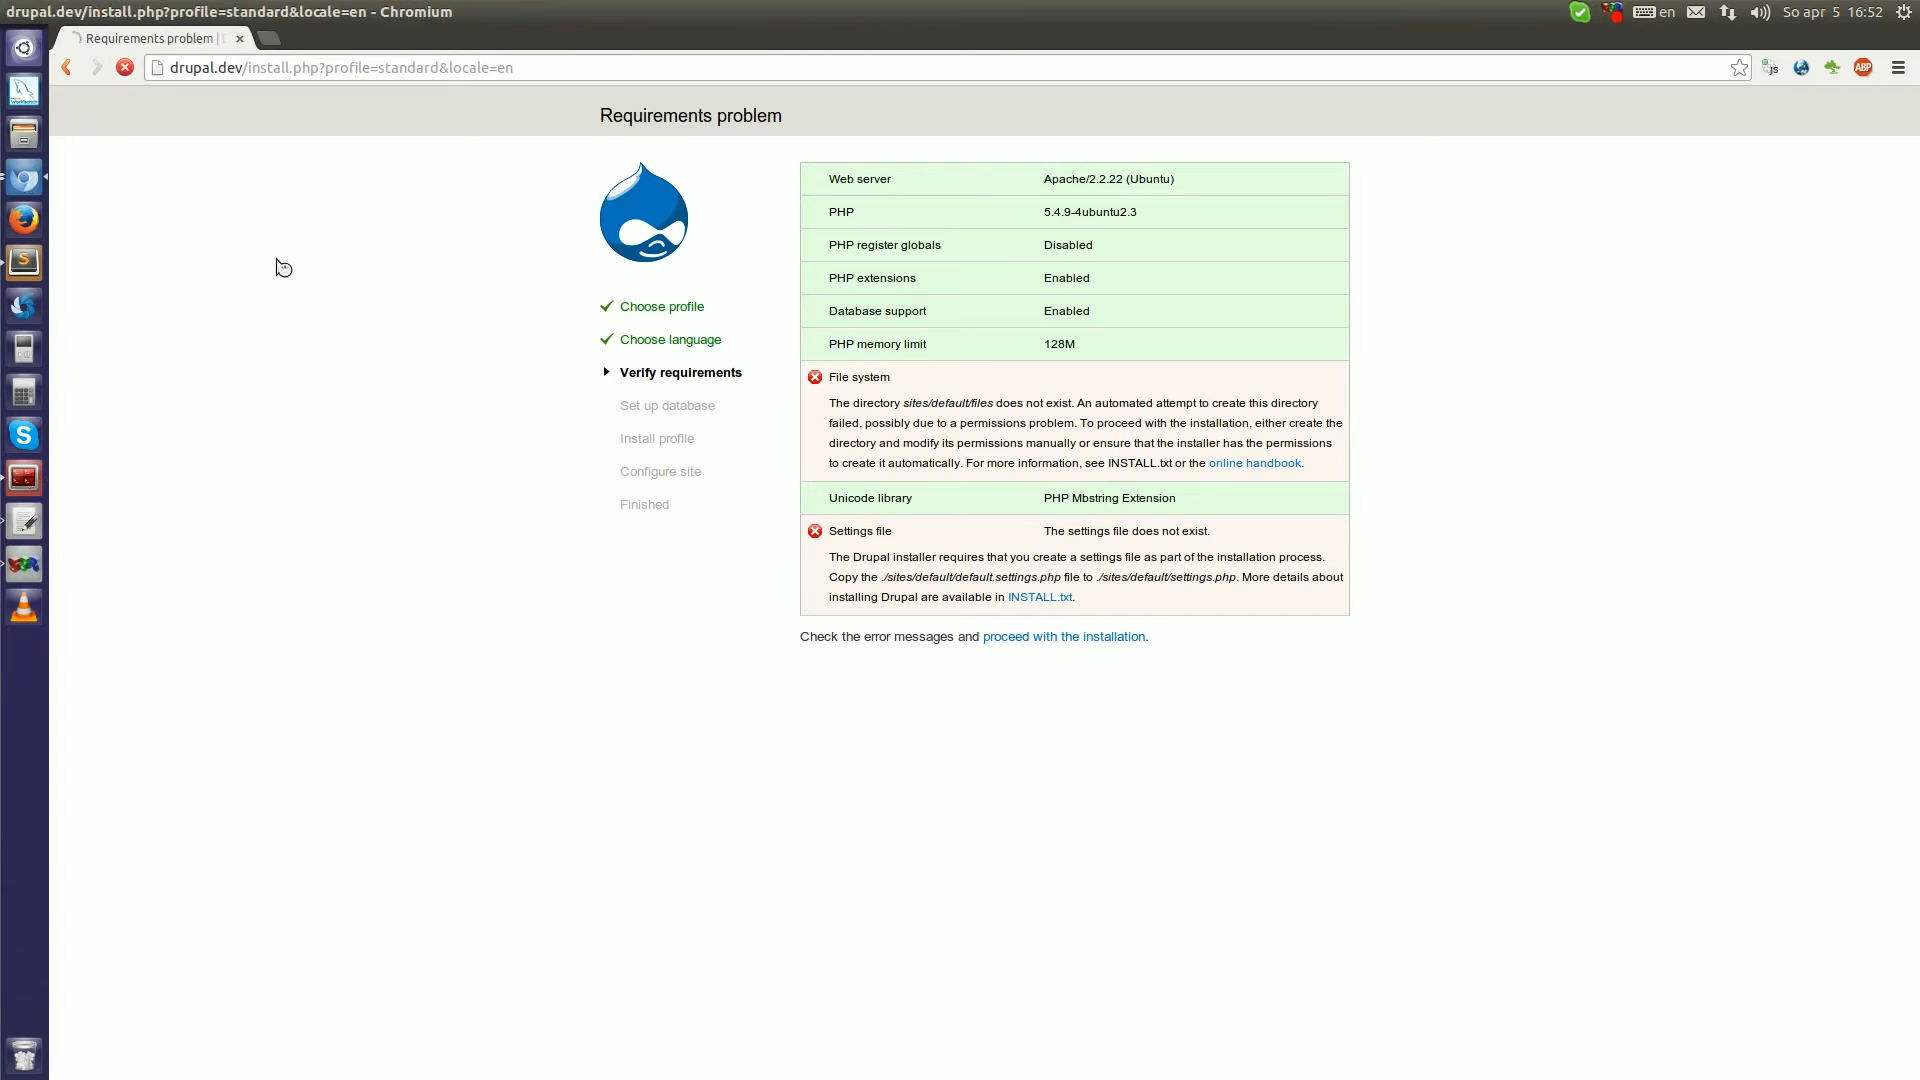 drupal.dev/install.php?profile=standard&locale=en - Chromium
en
So apr 5 16:52
Requirements problem |
drupal.dev/install.php?profile=standard&locale=en
js
ABP
Requirements problem
Choose profile
Choose language
Verify requirements
Set up database
Install profile
Configure site
Finished
Web server Apache/2.2.22 (Ubuntu)
PHP 5.4.9-4ubuntu2.3
PHP register globals Disabled
PHP extensions Enabled
Database support Enabled
PHP memory limit 128M
File system
The directory sites/default/files does not exist. An automated attempt to create this directory
failed, possibly due to a permissions problem. To proceed with the installation, either create the
directory and modify its permissions manually or ensure that the installer has the permissions
to create it automatically. For more information, see INSTALL.txt or the online handbook.
Unicode library PHP Mbstring Extension
Settings file The settings file does not exist.
The Drupal installer requires that you create a settings file as part of the installation process.
Copy the ./sites/default/default.settings.php file to ./sites/default/settings.php. More details about
installing Drupal are available in INSTALL.txt.
Check the error messages and proceed with the installation.